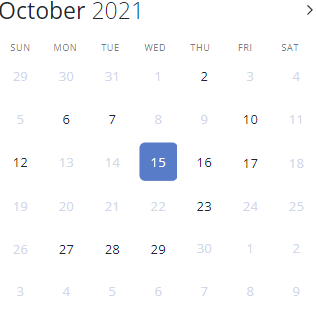 October 2021
SUN MON TUE WED THU FRI SAT
29 30 31 1 2 3 4
5 6 7 8 9 10 11
12 13 14 15 16 17 18
19 20 21 22 23 24 25
26 27 28 29 30 1 2
3 4 5 6 7 8 9